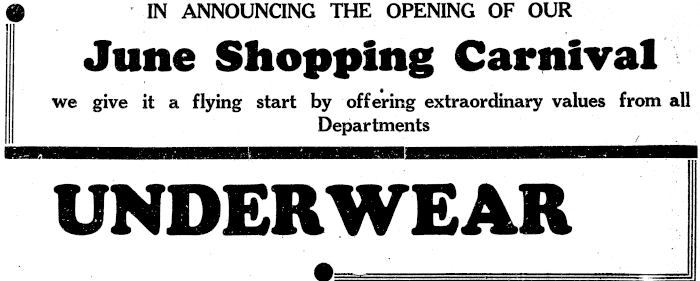 IN ANNOUNCING THE OPENING OF OUR
June Shopping Carnival
we give it a flying start by offering extraordinary values from all
Departments
UNDERWEAR